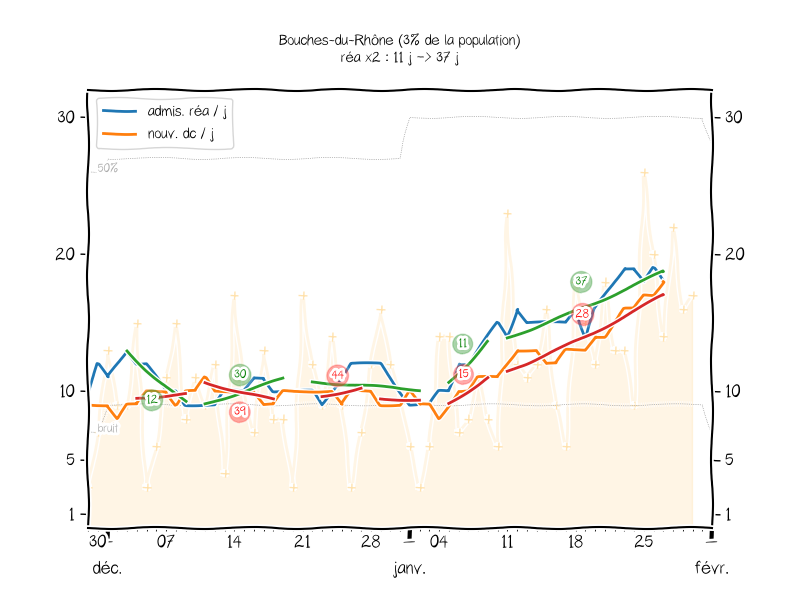 Bouches-du-Rhône (3% de la population)
réa x2 : 11 j -> 37 j
admis. réa / j
nouv. dc / j
30 30
50%
20 20
37
28
11
15
12
30
39
44
10 10
bruit
5 5
1 1
30 07 14 21 28 04 11 18 25
déc. janv. févr.